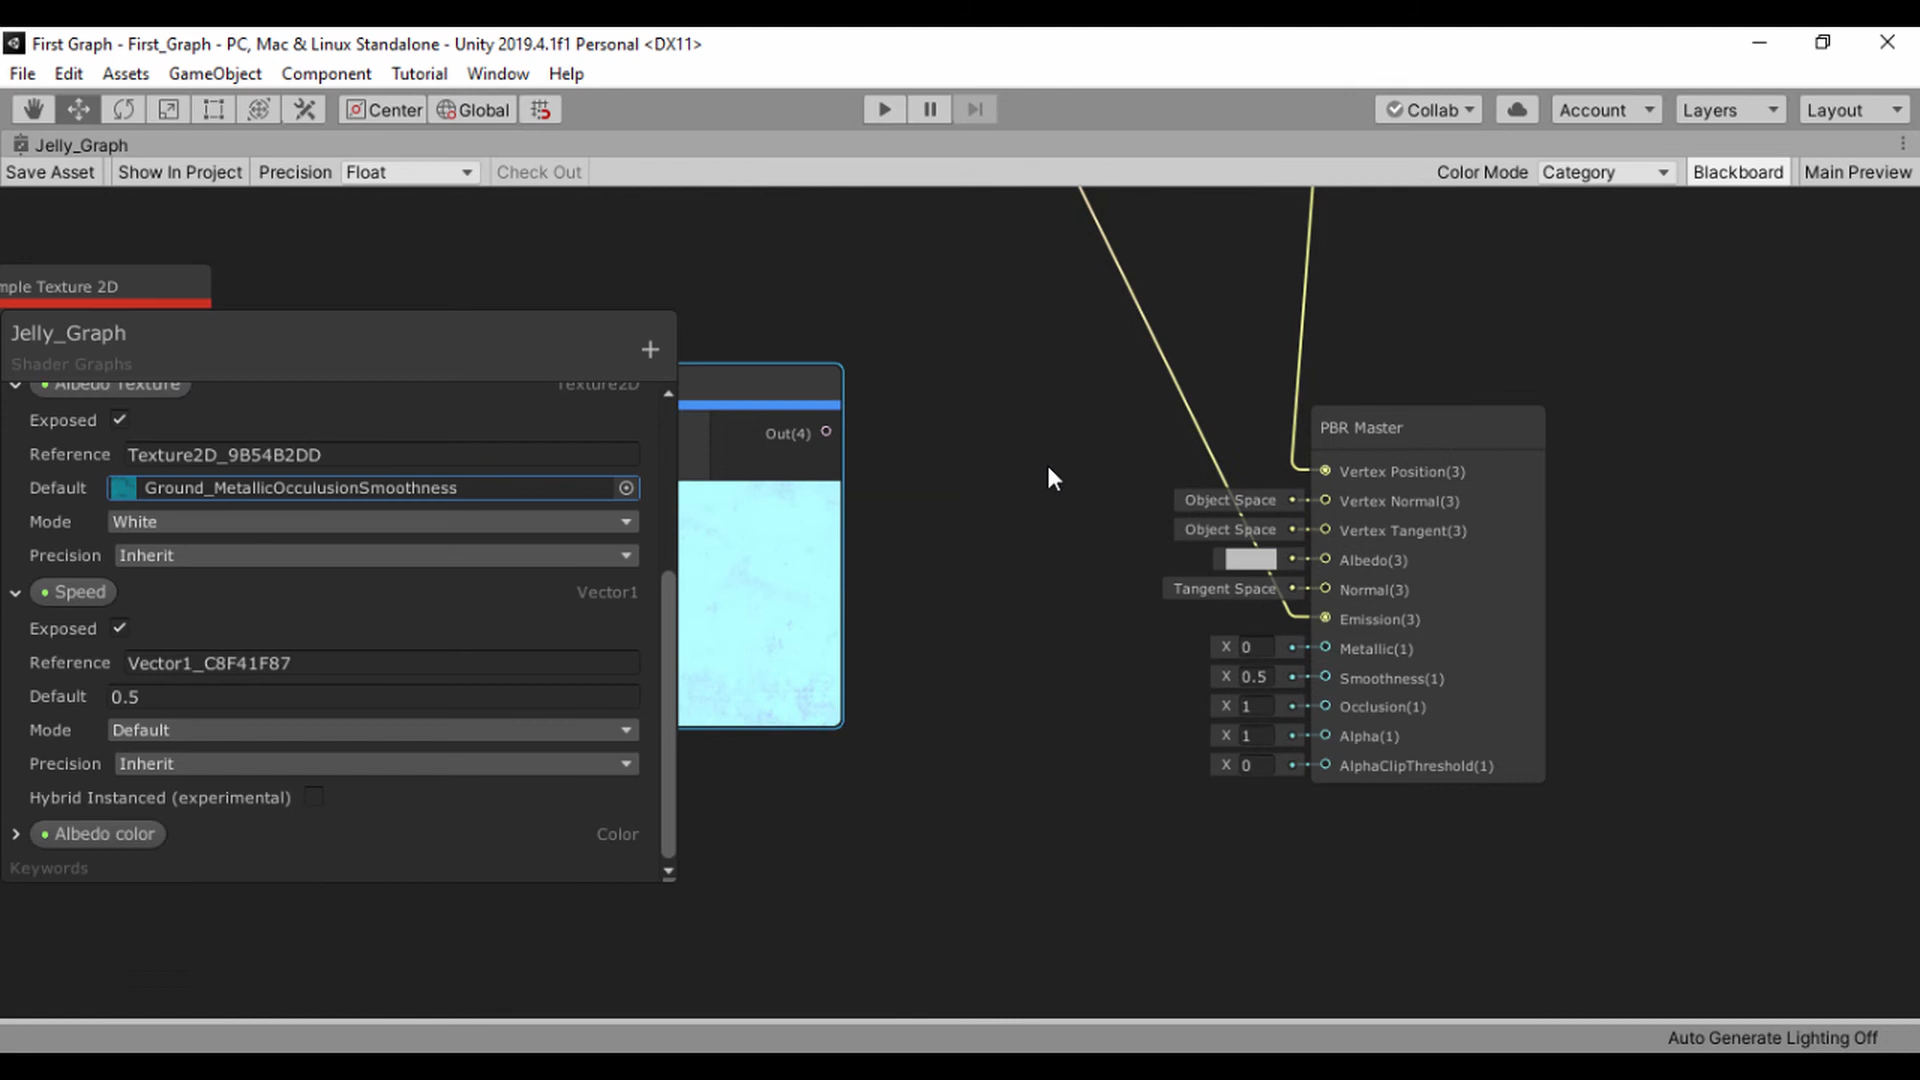 First Graph - First_Graph - PC, Mac & Linux Standalone - Unity 2019.4.1f1 Personal <DX11>
File Edit Assets GameObject Component Tutorial Window Help
Center Global Collab Account Layers Layout
Jelly_Graph
Save Asset Show In Project Precision Float Check Out Color Mode Category Blackboard Main Preview
mple Texture 2D
Jelly_Graph
Shader Graphs
Albedo Texture Texture2D
Exposed
Reference Texture2D_9B54B2DD
Default Ground_MetallicOcculusionSmoothness
Mode White
Precision Inherit
Speed Vector1
Exposed
Reference Vector1_C8F41F87
Default 0.5
Mode Default
Precision Inherit
Hybrid Instanced (experimental)
Albedo color Color
Keywords
Out(4)
PBR Master
Vertex Position(3)
Object Space Vertex Normal(3)
Object Space Vertex Tangent(3)
Albedo(3)
Tangent Space Normal(3)
Emission(3)
X 0 Metallic(1)
X 0.5 Smoothness(1)
X 1 Occlusion(1)
X 1 Alpha(1)
X 0 AlphaClipThreshold(1)
Auto Generate Lighting Off